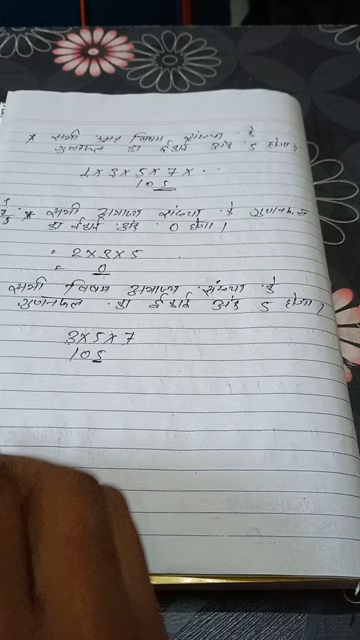 * सभी चार विषम संख्या के
गुणनफल का ईकाई अंक 5 होगा।
1×3×5×7×..
105
* सभी अभाज्य संख्या के गुणनफल
का ईकाई अंक 0 होगा।
= 2×3×5
= 0
सभी विषम अभाज्य संख्या के
गुणनफल का ईकाई अंक 5 होगा।
3×5×7
105